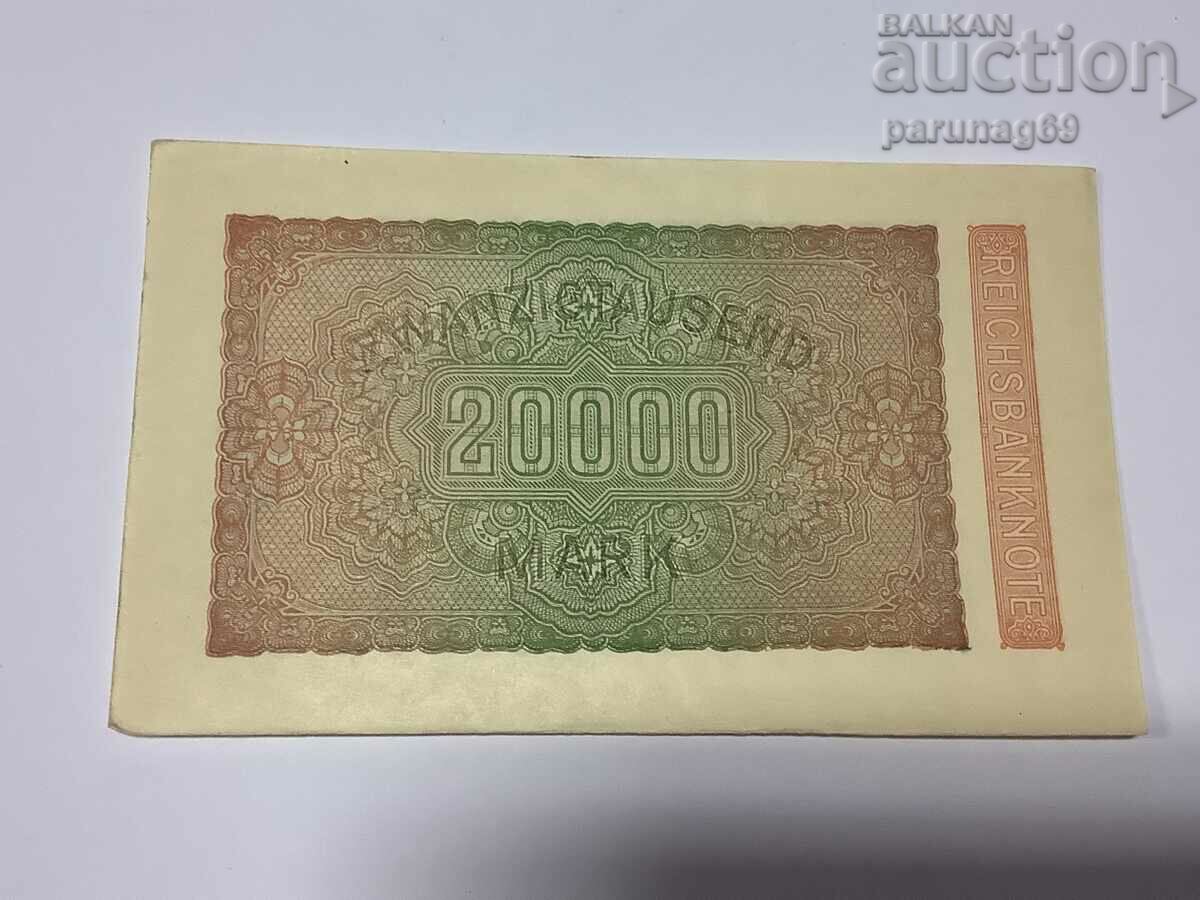 BALKAN
auction
parunag69
ZWANZIGTAUSEND
20000
MARK
REICHSBANKNOTE